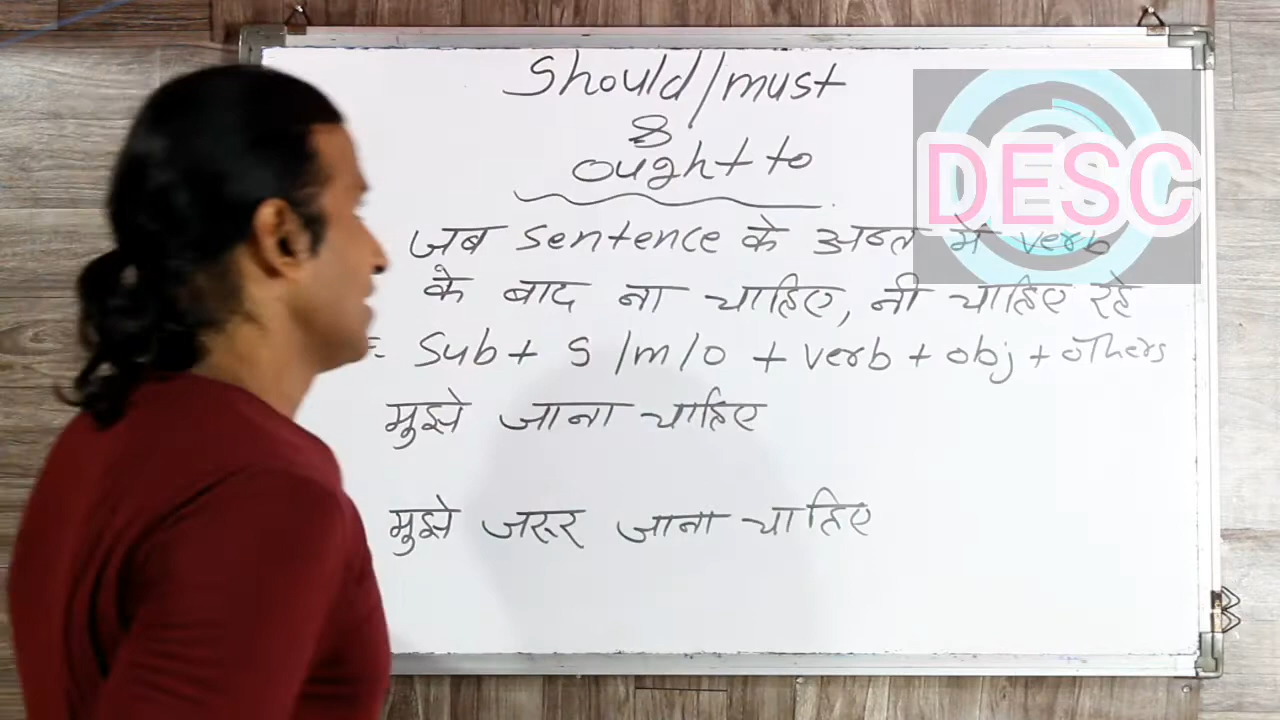 Should/must
&
ought to
DESC
जब sentence के अन्त में verb
के बाद ना चाहिए, नी चाहिए रहे
= Sub + S/m/o + verb + obj + others
मुझे जाना चाहिए
मुझे जरूर जाना चाहिए